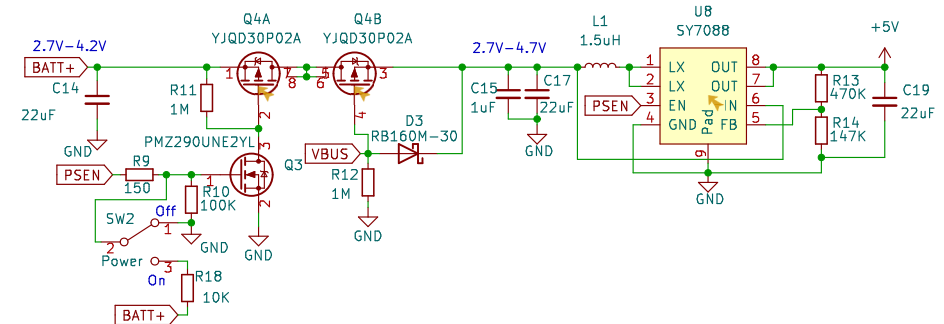 Q4A
YJQD30P02A
Q4B
YJQD30P02A
U8
SY7088
L1
1.5uH
+5V
2.7V-4.2V
2.7V-4.7V
BATT+
C14
22uF
GND
R11
1M
1
7
8
2
5
6
3
4
C15
1uF
C17
22uF
GND
1
2
3
4
LX
LX
EN
GND
OUT
OUT
IN
FB
Pad
8
7
6
5
9
GND
PSEN
R13
470K
R14
147K
C19
22uF
PMZ290UNE2YL
Q3
3
1
2
GND
VBUS
D3
RB160M-30
R12
1M
GND
PSEN
R9
150
R10
100K
GND
SW2
Off
1
2
Power
3
On
R18
10K
BATT+